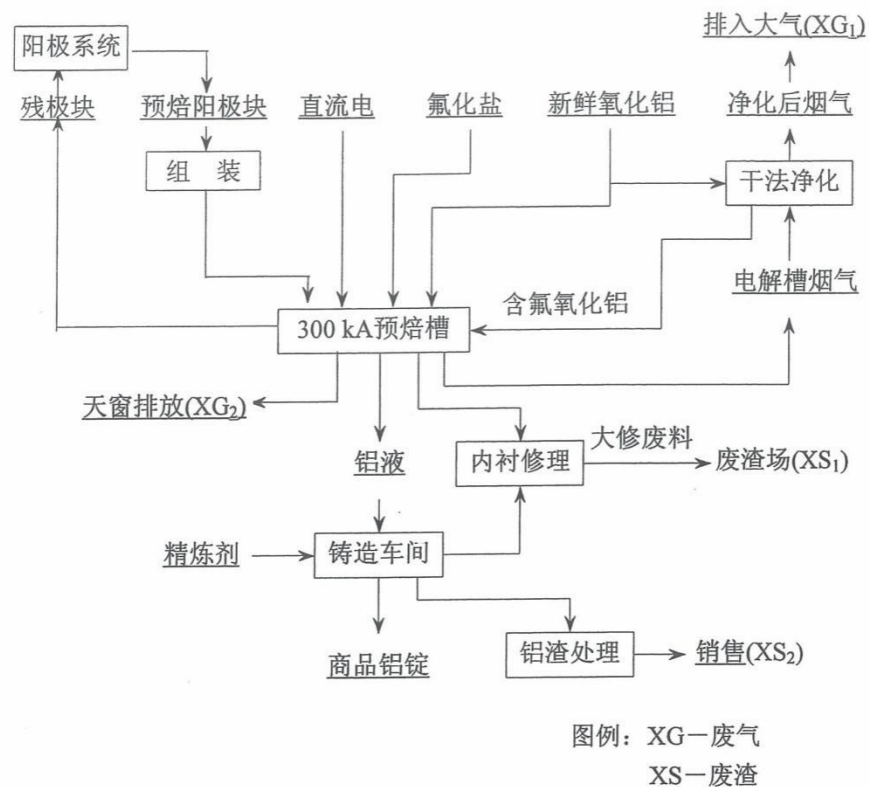 排入大气(XG₁)
阳极系统
残极块
预焙阳极块
直流电
氟化盐
新鲜氧化铝
净化后烟气
组 装
干法净化
电解槽烟气
含氟氧化铝
300 kA预焙槽
天窗排放(XG₂)
大修废料
铝液
内衬修理
废渣场(XS₁)
精炼剂
铸造车间
商品铝锭
铝渣处理
销售(XS₂)
图例：XG－废气
XS－废渣